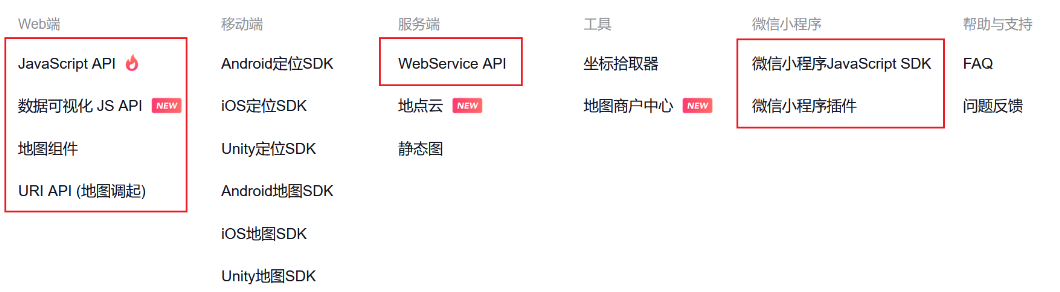 Web端
JavaScript API
数据可视化 JS API NEW
地图组件
URI API (地图调起)
移动端
Android定位SDK
iOS定位SDK
Unity定位SDK
Android地图SDK
iOS地图SDK
Unity地图SDK
服务端
WebService API
地点云 NEW
静态图
工具
坐标拾取器
地图商户中心 NEW
微信小程序
微信小程序JavaScript SDK
微信小程序插件
帮助与支持
FAQ
问题反馈